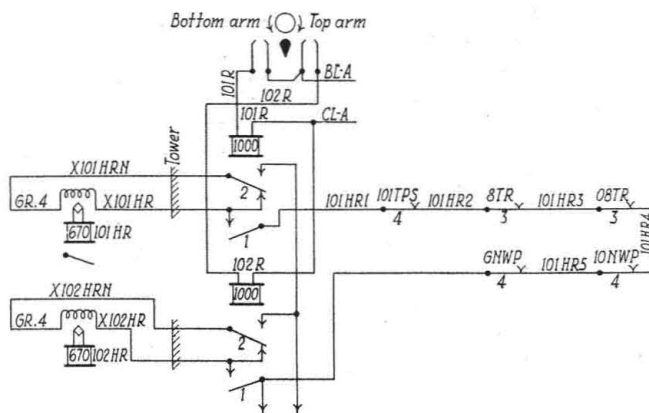 Bottom arm Top arm
BL-A
101R
102R
101R
CL-A
1000
Tower
X101HRN
2
GR.4
X101HR
101HR1
101TPS
4
101HR2
8TR
3
101HR3
08TR
3
670
101HR
1
101HR4
102R
6NWP
4
101HR5
10NWP
4
1000
X102HRN
GR.4
X102HR
2
670
102HR
1